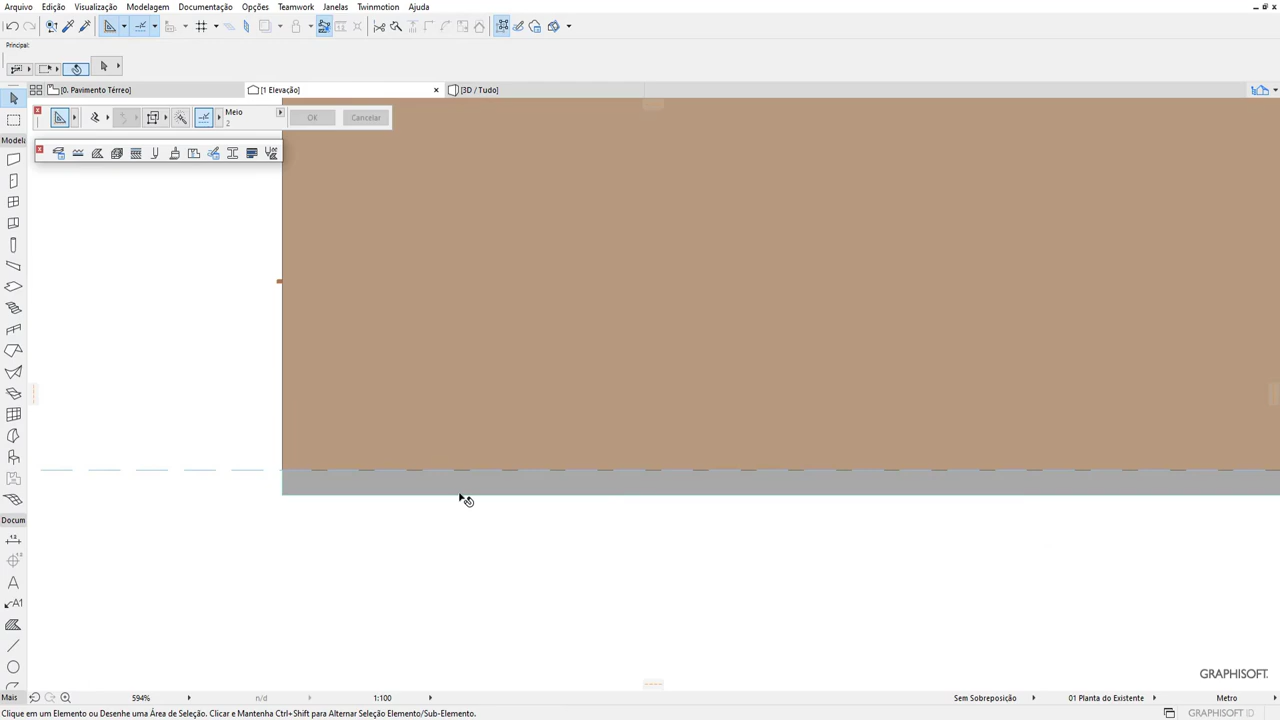 Arquivo Edição Visualização Modelagem Documentação Opções Teamwork Janelas Twinmotion Ajuda
Principal:
[0. Pavimento Térreo] [1 Elevação] [3D / Tudo]
Meio
2
OK Cancelar
Modelo
Docum
1.2
A
A1
GRAPHISOFT.
Mais 594% n/d 1:100 Sem Sobreposição 01 Planta do Existente Metro
Clique em um Elemento ou Desenhe uma Área de Seleção. Clicar e Mantenha Ctrl+Shift para Alternar Seleção Elemento/Sub-Elemento. GRAPHISOFT ID